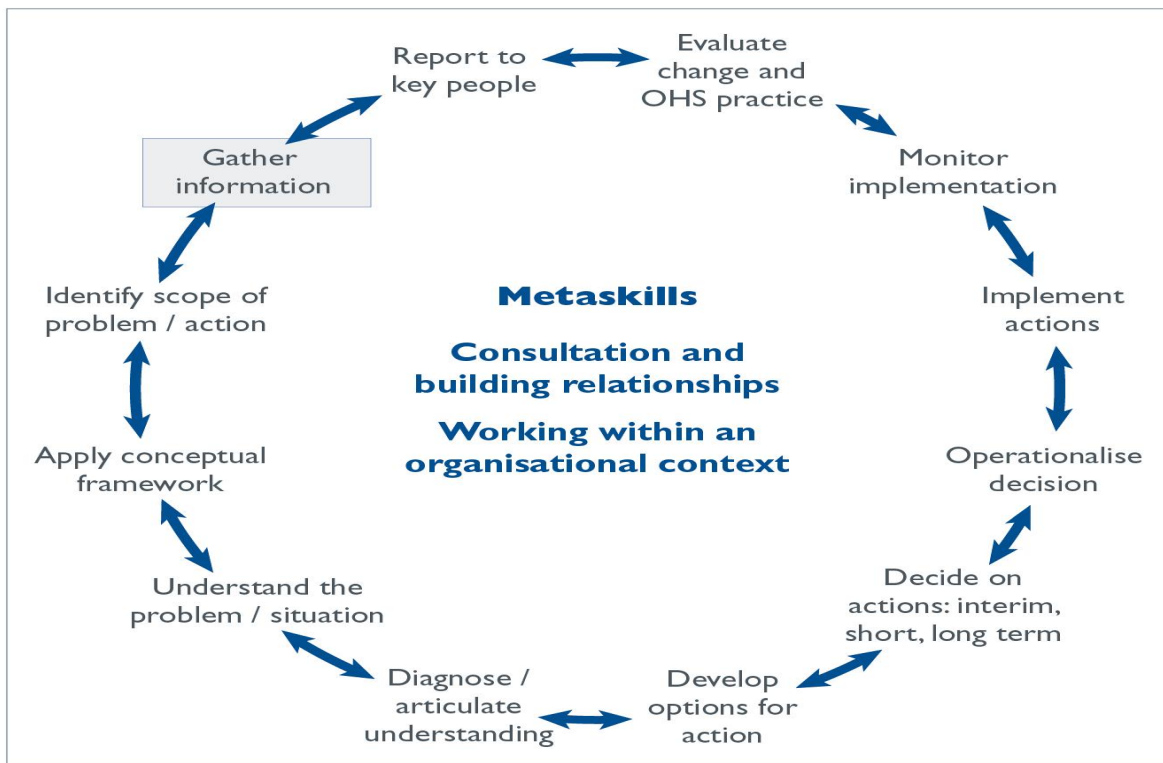 Report to
key people
Evaluate
change and
OHS practice
Gather
information
Monitor
implementation
Identify scope of
problem / action
Metaskills
Implement
actions
Consultation and
building relationships
Working within an
organisational context
Apply conceptual
framework
Operationalise
decision
Understand the
problem / situation
Decide on
actions: interim,
short, long term
Diagnose /
articulate
understanding
Develop
options for
action